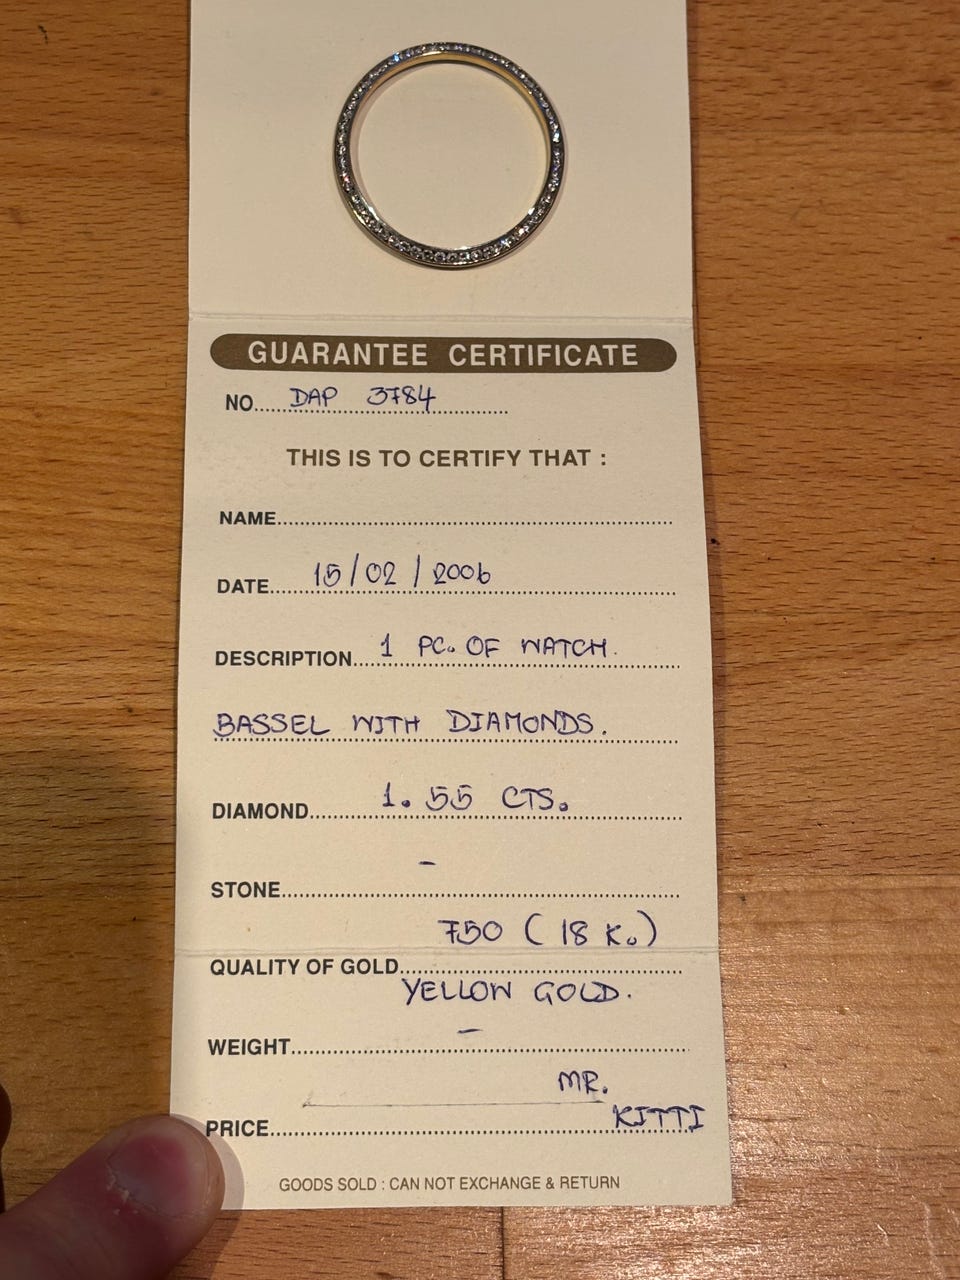 GUARANTEE CERTIFICATE
NO. DAP 3784
THIS IS TO CERTIFY THAT :
NAME
DATE 15/02/2006
DESCRIPTION 1 PC. OF WATCH.
BASSEL WITH DIAMONDS.
DIAMOND 1.55 CTS.
STONE -
750 (18 K.)
QUALITY OF GOLD
YELLOW GOLD.
WEIGHT -
MR.
PRICE KITTI
GOODS SOLD : CAN NOT EXCHANGE & RETURN